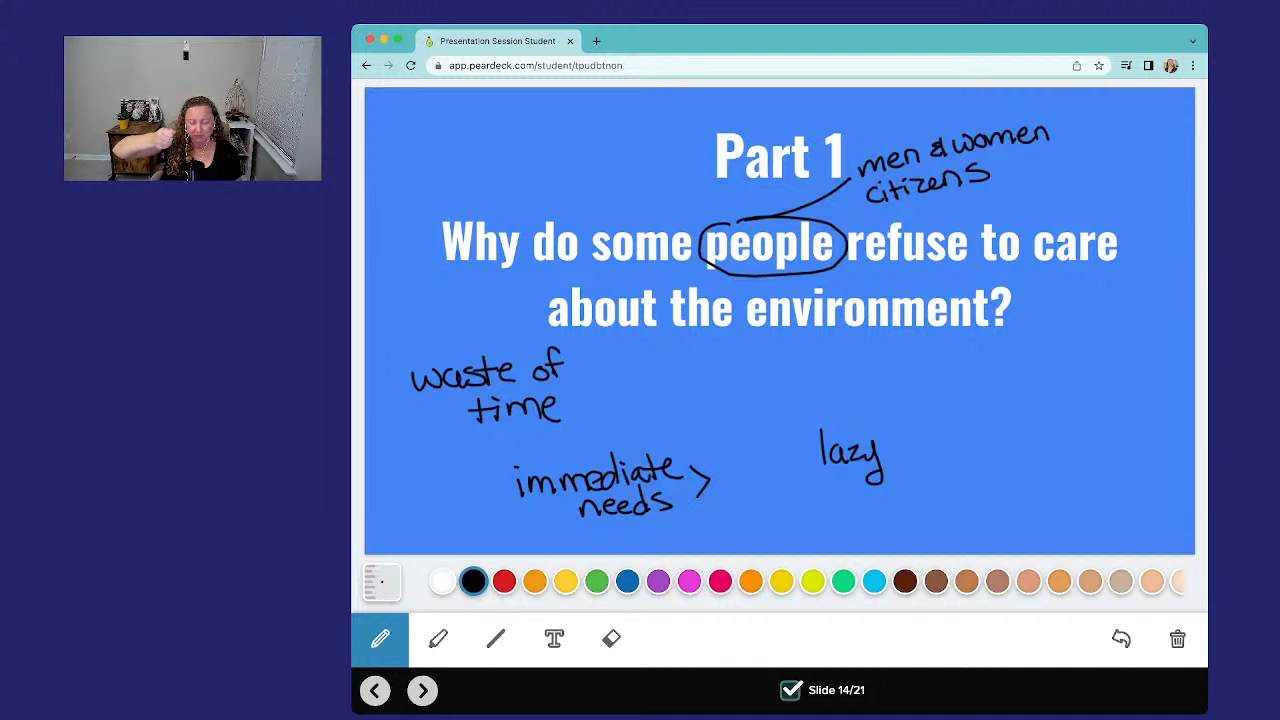 Presentation Session Student
app.peardeck.com/student/tpudbtnon
Part 1
men & women
citizens
Why do some people refuse to care
about the environment?
waste of
time
immediate
needs >
lazy
T
Slide 14/21